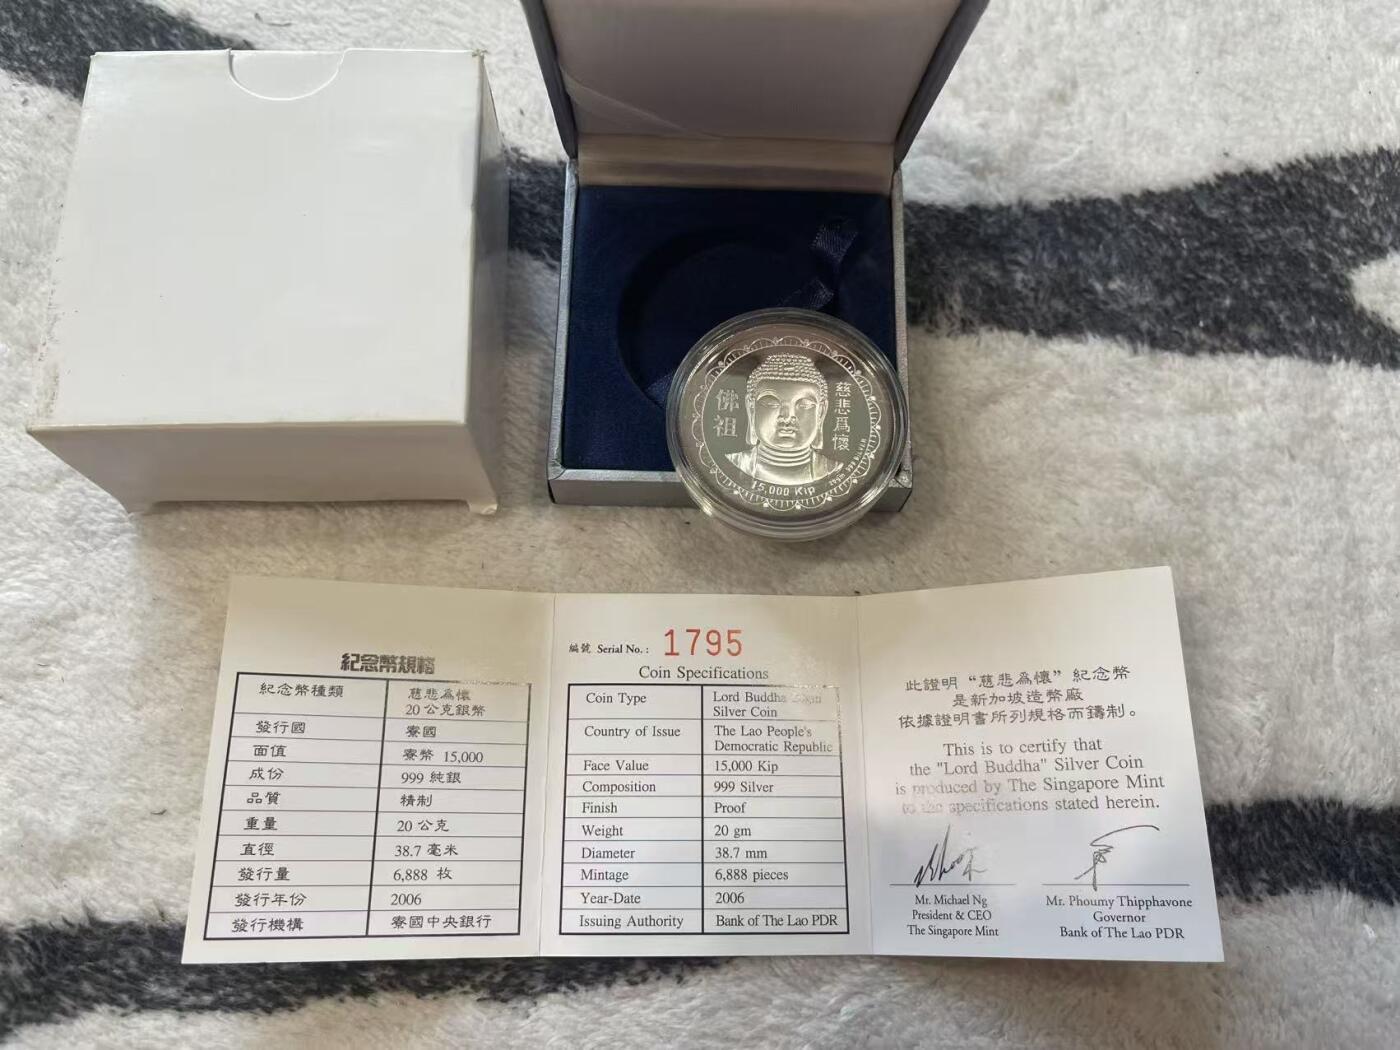 佛祖
慈悲爲懷
999 SILVER
15,000 Kip
紀念幣規格
紀念幣種類 慈悲為懷
20 公克銀幣
發行國 寮國
面值 寮幣 15,000
成份 999 純銀
品質 精制
重量 20 公克
直徑 38.7 毫米
發行量 6,888 枚
發行年份 2006
發行機構 寮國中央銀行
編號 Serial No.: 1795
Coin Specifications
Coin Type Lord Buddha
Silver Coin
Country of Issue The Lao People's
Democratic Republic
Face Value 15,000 Kip
Composition 999 Silver
Finish Proof
Weight 20 gm
Diameter 38.7 mm
Mintage 6,888 pieces
Year-Date 2006
Issuing Authority Bank of The Lao PDR
此證明“慈悲為懷”紀念幣
是新加坡造幣廠
依據證明書所列規格而鑄制。
This is to certify that
the "Lord Buddha" Silver Coin
is produced by The Singapore Mint
to the specifications stated herein.
Mr. Michael Ng
President & CEO
The Singapore Mint
Mr. Phoumy Thipphavone
Governor
Bank of The Lao PDR